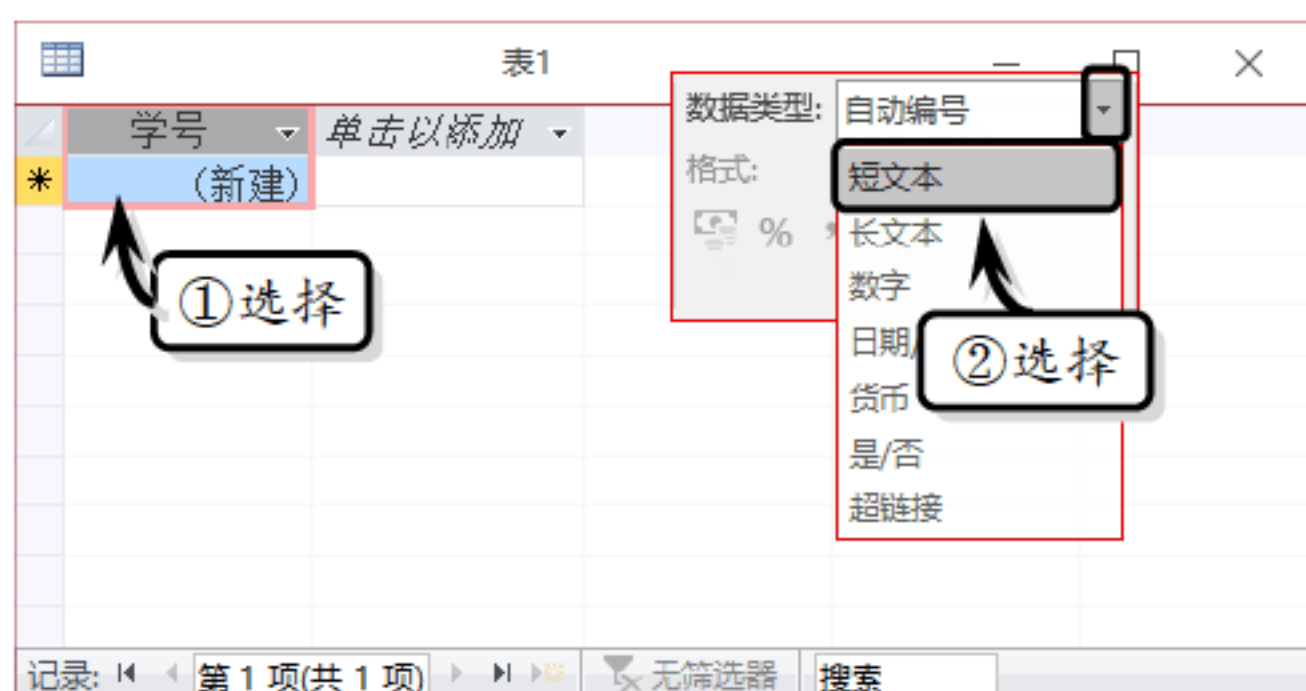 表1
数据类型: 自动编号
学号 单击以添加
(新建)
格式:
短文本
%
长文本
①选择
数字
日期/
②选择
货币
是/否
超链接
记录: 第 1 项(共 1 项) 无筛选器 搜索